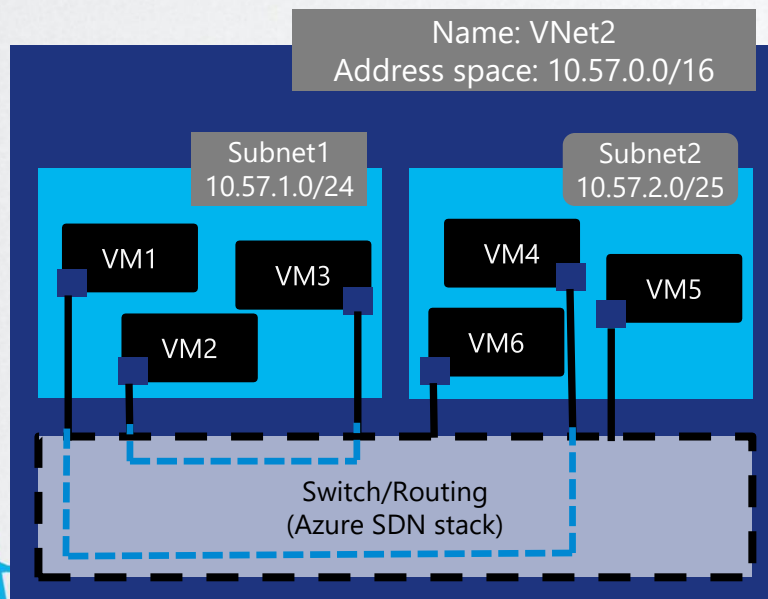 Name: VNet2
Address space: 10.57.0.0/16
Subnet1
10.57.1.0/24
Subnet2
10.57.2.0/25
VM1
VM3
VM2
VM4
VM5
VM6
Switch/Routing
(Azure SDN stack)